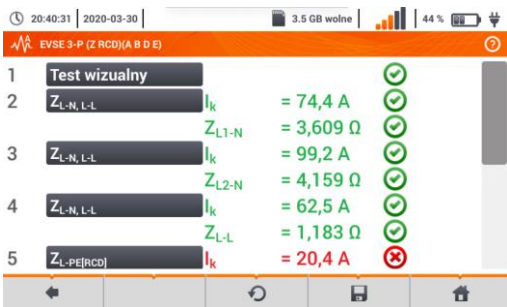 20:40:31 2020-03-30 3.5 GB wolne 44 %
EVSE 3-P (Z RCD)(A B D E)
1 Test wizualny
2 ZL-N, L-L Ik = 74,4 A
ZL1-N = 3,609 Ω
3 ZL-N, L-L Ik = 99,2 A
ZL2-N = 4,159 Ω
4 ZL-N, L-L Ik = 62,5 A
ZL-L = 1,183 Ω
5 ZL-PE[RCD] Ik = 20,4 A